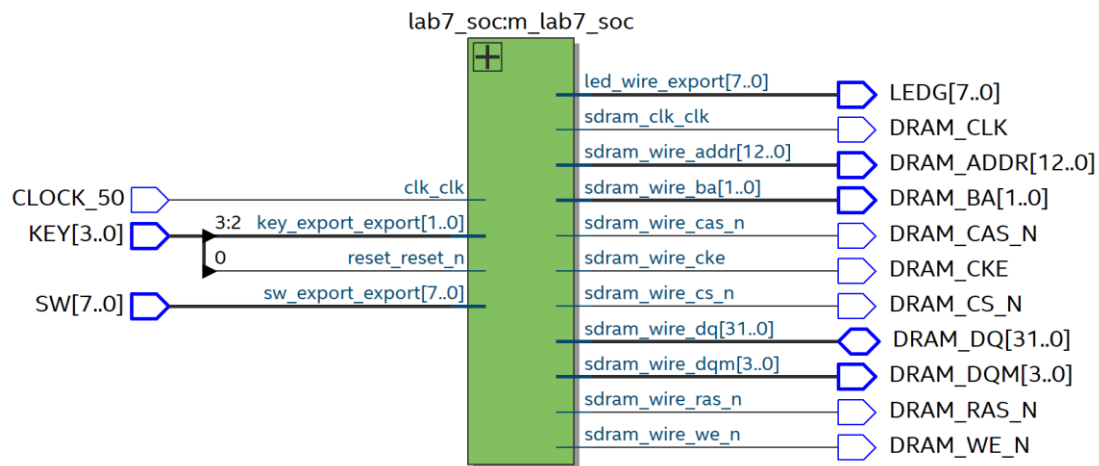 lab7_soc:m_lab7_soc
led_wire_export[7..0] LEDG[7..0]
sdram_clk_clk DRAM_CLK
sdram_wire_addr[12..0] DRAM_ADDR[12..0]
CLOCK_50 clk_clk sdram_wire_ba[1..0] DRAM_BA[1..0]
KEY[3..0] 3:2 key_export_export[1..0] sdram_wire_cas_n DRAM_CAS_N
0 reset_reset_n sdram_wire_cke DRAM_CKE
SW[7..0] sw_export_export[7..0] sdram_wire_cs_n DRAM_CS_N
sdram_wire_dq[31..0] DRAM_DQ[31..0]
sdram_wire_dqm[3..0] DRAM_DQM[3..0]
sdram_wire_ras_n DRAM_RAS_N
sdram_wire_we_n DRAM_WE_N